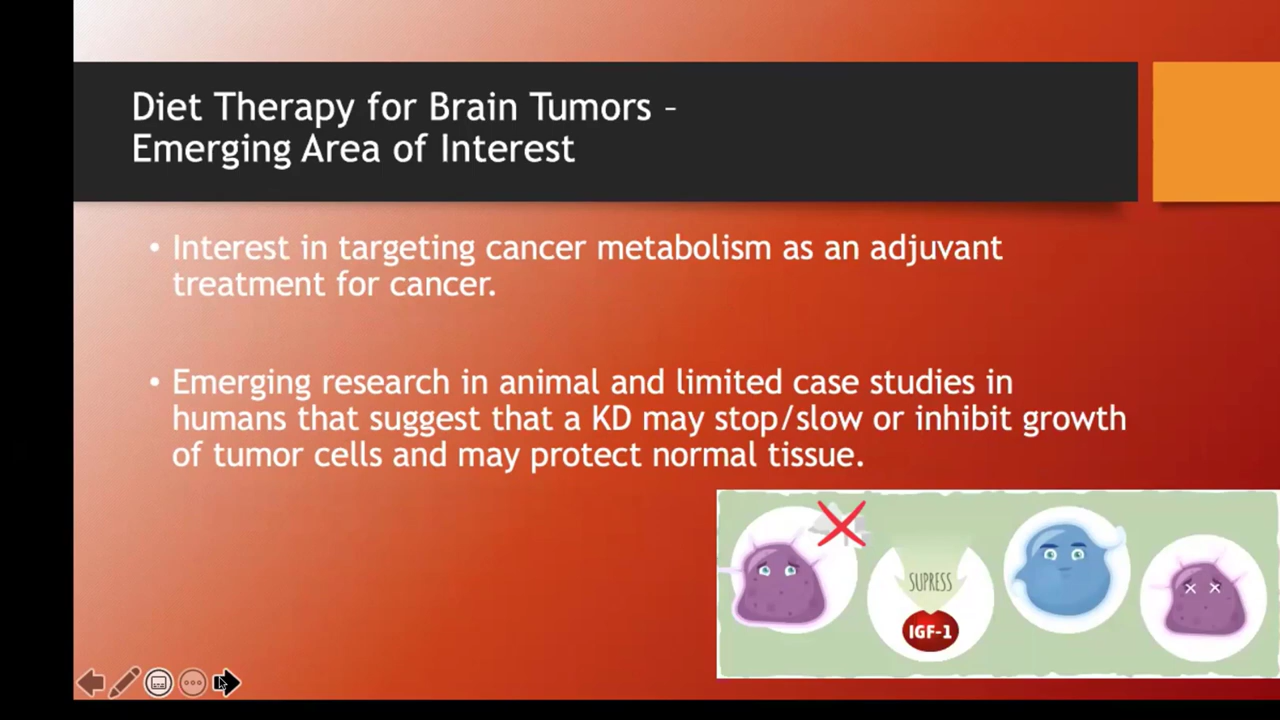 Diet Therapy for Brain Tumors –
Emerging Area of Interest
• Interest in targeting cancer metabolism as an adjuvant
treatment for cancer.
• Emerging research in animal and limited case studies in
humans that suggest that a KD may stop/slow or inhibit growth
of tumor cells and may protect normal tissue.
SUPRESS
IGF-1